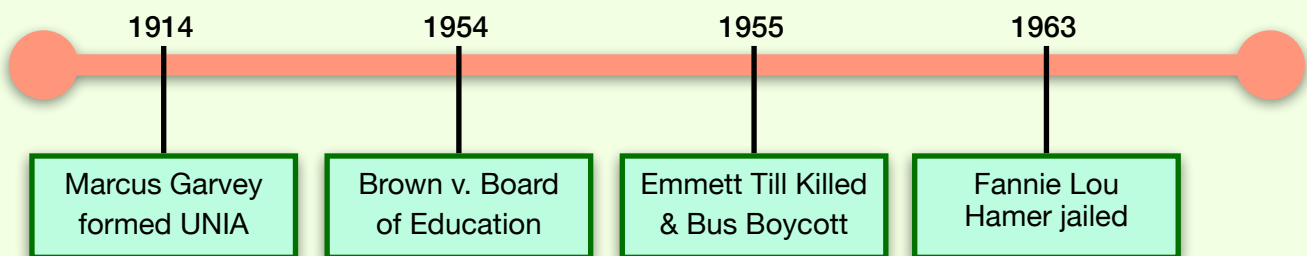 1914
1954
1955
1963
Marcus Garvey
formed UNIA
Brown v. Board
of Education
Emmett Till Killed
& Bus Boycott
Fannie Lou
Hamer jailed